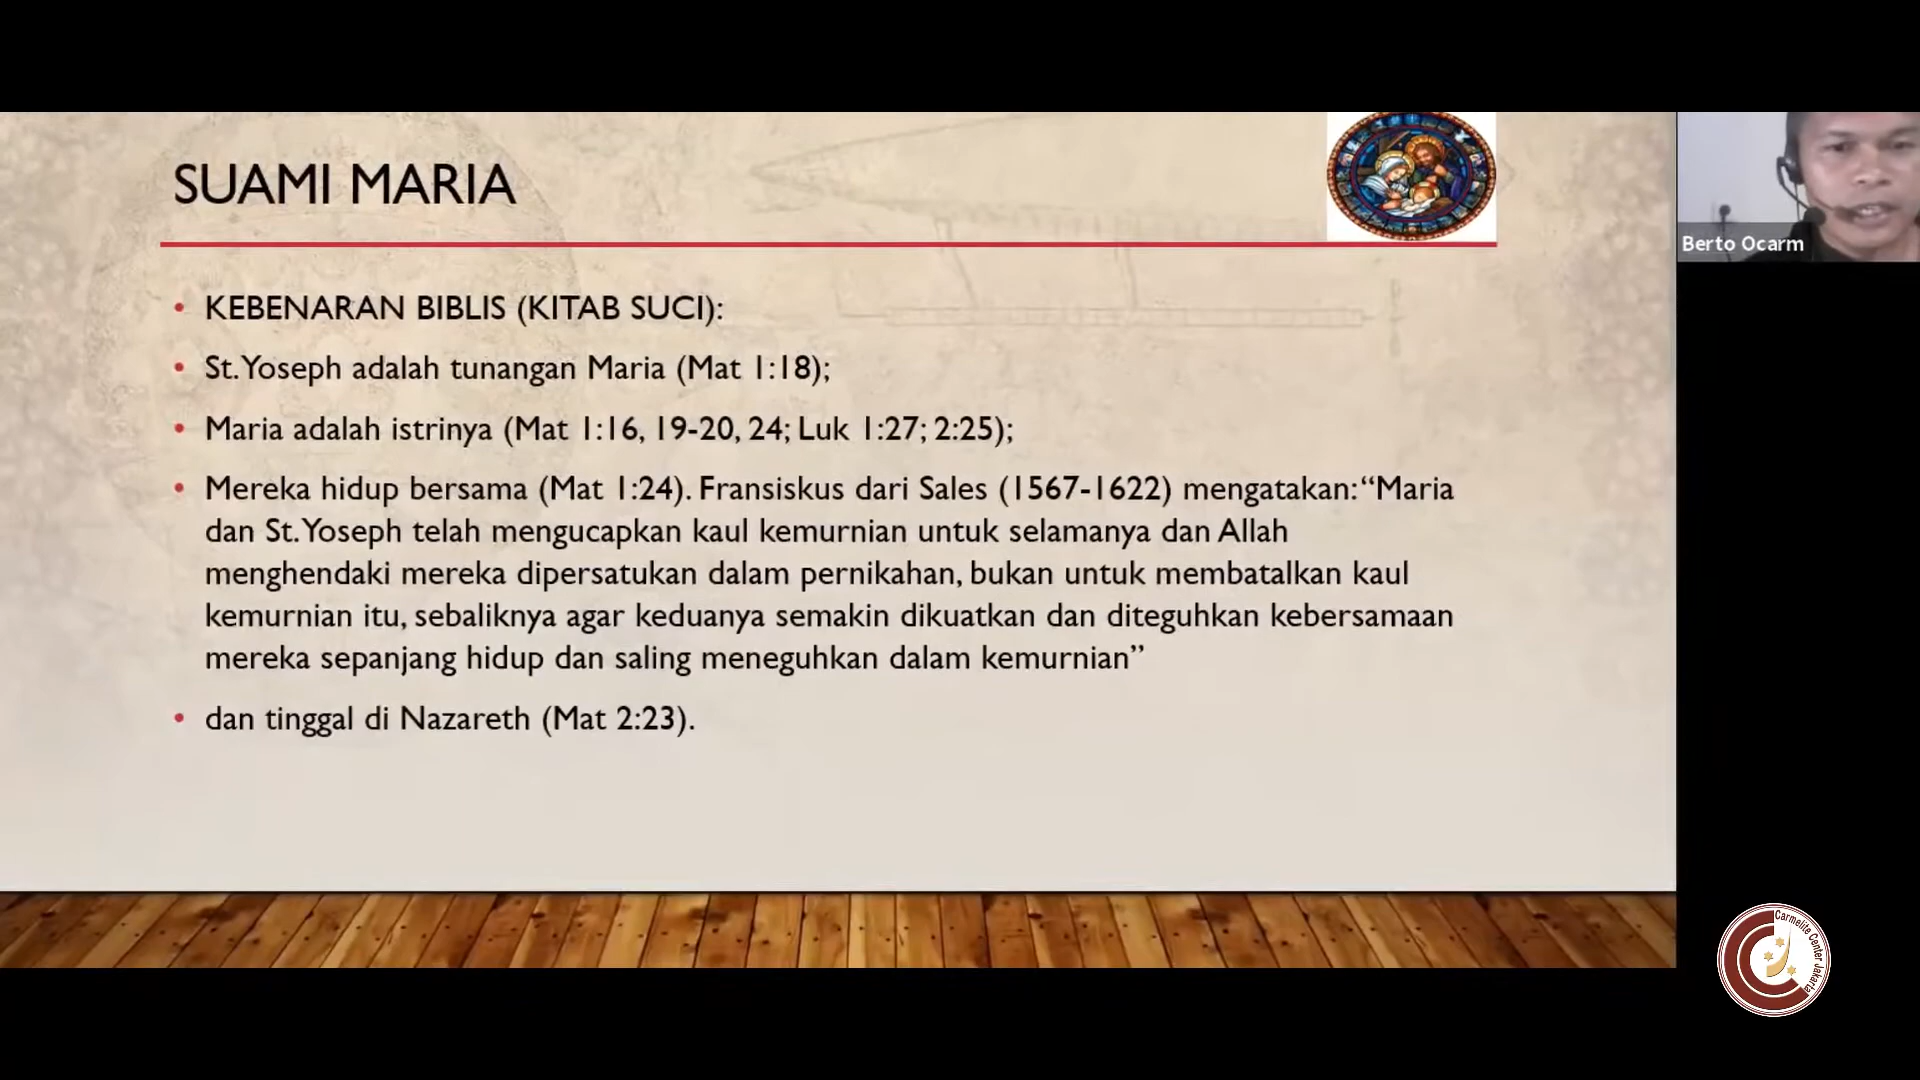 SUAMI MARIA
• KEBENARAN BIBLIS (KITAB SUCI):
• St. Yoseph adalah tunangan Maria (Mat 1:18);
• Maria adalah istrinya (Mat 1:16, 19-20, 24; Luk 1:27; 2:25);
• Mereka hidup bersama (Mat 1:24). Fransiskus dari Sales (1567-1622) mengatakan: “Maria
dan St. Yoseph telah mengucapkan kaul kemurnian untuk selamanya dan Allah
menghendaki mereka dipersatukan dalam pernikahan, bukan untuk membatalkan kaul
kemurnian itu, sebaliknya agar keduanya semakin dikuatkan dan diteguhkan kebersamaan
mereka sepanjang hidup dan saling meneguhkan dalam kemurnian”
• dan tinggal di Nazareth (Mat 2:23).
Berto Ocarm
Carmelite Center Jakarta